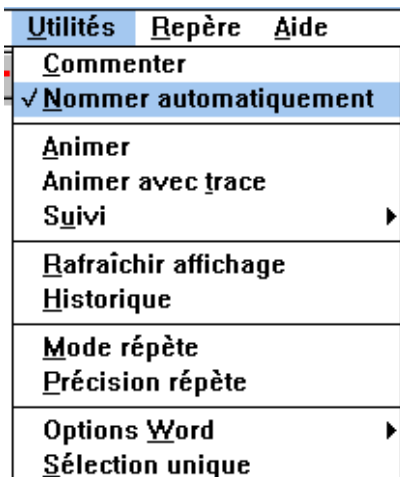 Utilités Repère Aide
Commenter
✓ Nommer automatiquement
Animer
Animer avec trace
Suivi
Rafraîchir affichage
Historique
Mode répète
Précision répète
Options Word
Sélection unique